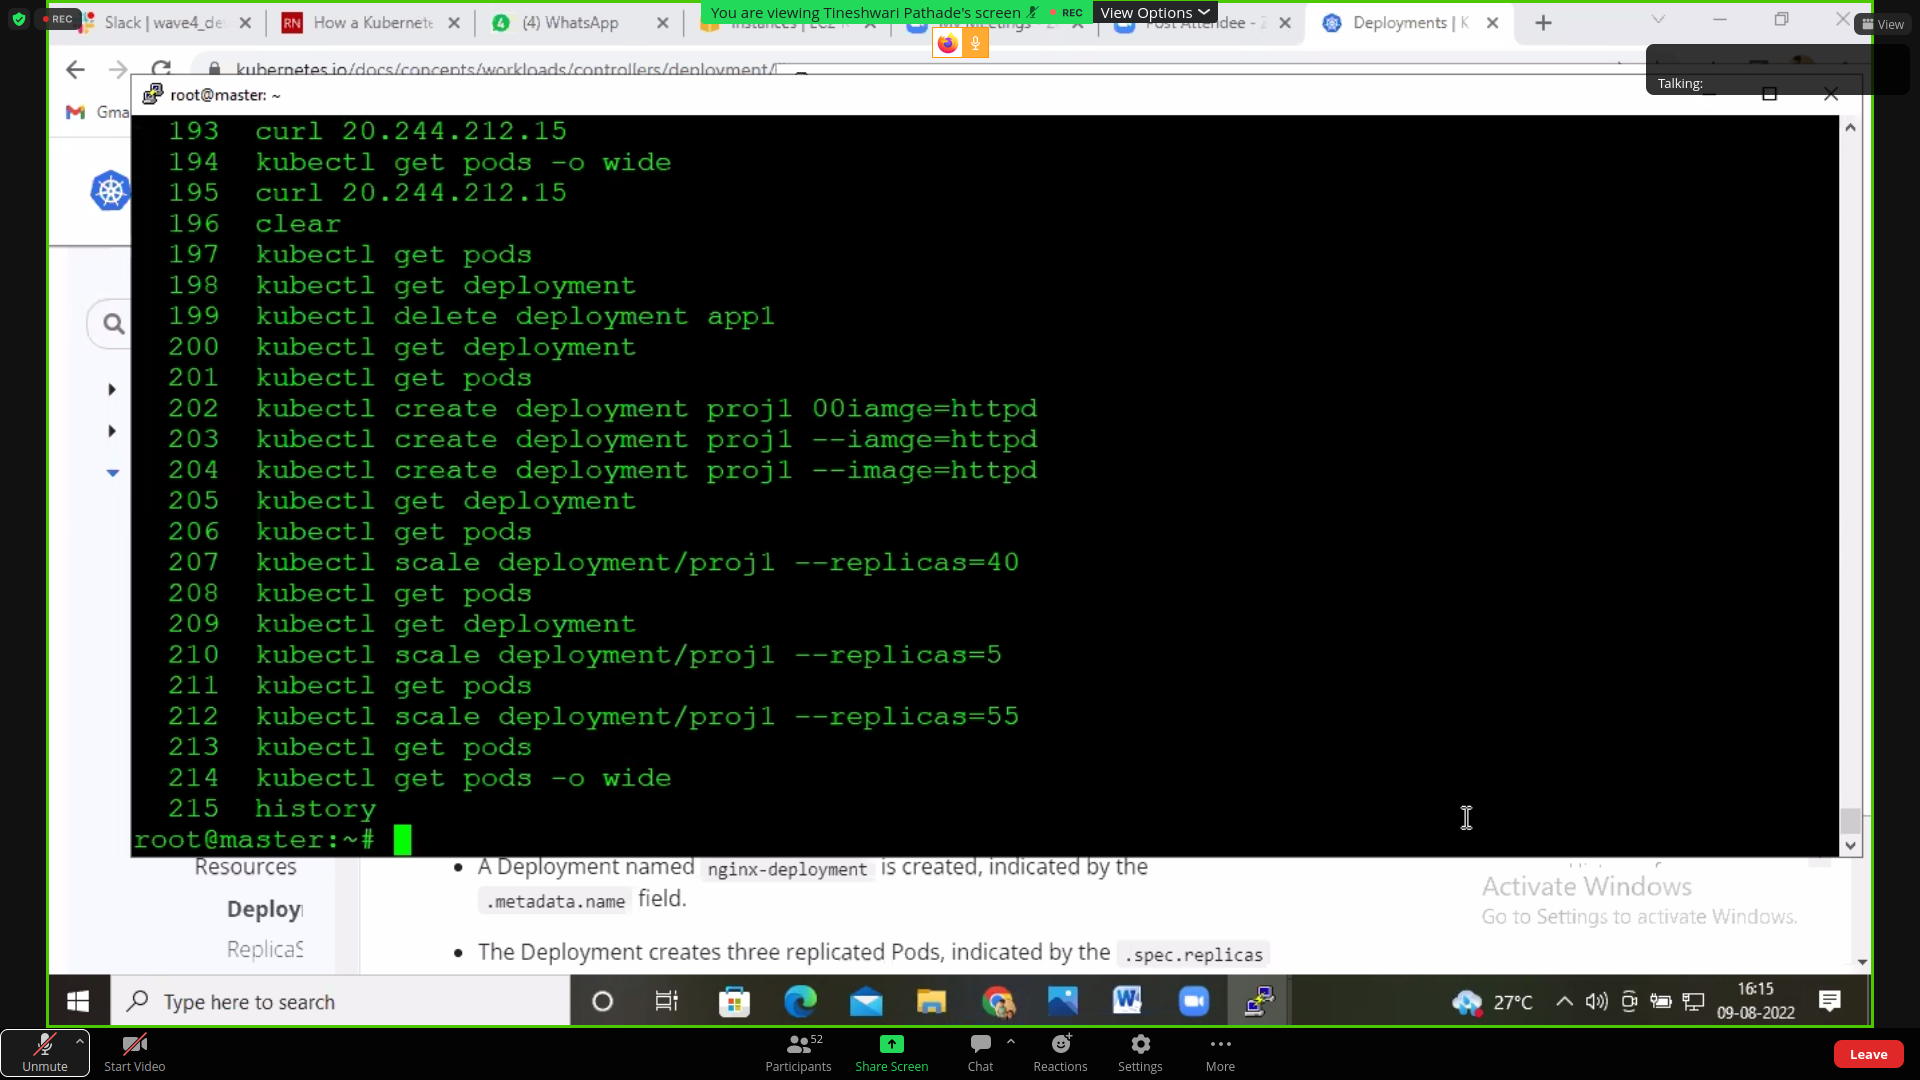 You are viewing Tineshwari Pathade's screen
REC
View Options
REC
View
Slack | wave4_de
How a Kubernete
(4) WhatsApp
Deployments | K
Talking:
kubernetes.io/docs/concepts/workloads/controllers/deployment/
Gma
root@master: ~
193 curl 20.244.212.15
194 kubectl get pods -o wide
195 curl 20.244.212.15
196 clear
197 kubectl get pods
198 kubectl get deployment
199 kubectl delete deployment app1
200 kubectl get deployment
201 kubectl get pods
202 kubectl create deployment proj1 00iamge=httpd
203 kubectl create deployment proj1 --iamge=httpd
204 kubectl create deployment proj1 --image=httpd
205 kubectl get deployment
206 kubectl get pods
207 kubectl scale deployment/proj1 --replicas=40
208 kubectl get pods
209 kubectl get deployment
210 kubectl scale deployment/proj1 --replicas=5
211 kubectl get pods
212 kubectl scale deployment/proj1 --replicas=55
213 kubectl get pods
214 kubectl get pods -o wide
215 history
root@master:~#
Resources
Deploy
ReplicaS
A Deployment named nginx-deployment is created, indicated by the
.metadata.name field.
The Deployment creates three replicated Pods, indicated by the .spec.replicas
Activate Windows
Go to Settings to activate Windows.
Type here to search
27°C
16:15
09-08-2022
Unmute
Start Video
Participants 52
Share Screen
Chat
Reactions
Settings
More
Leave